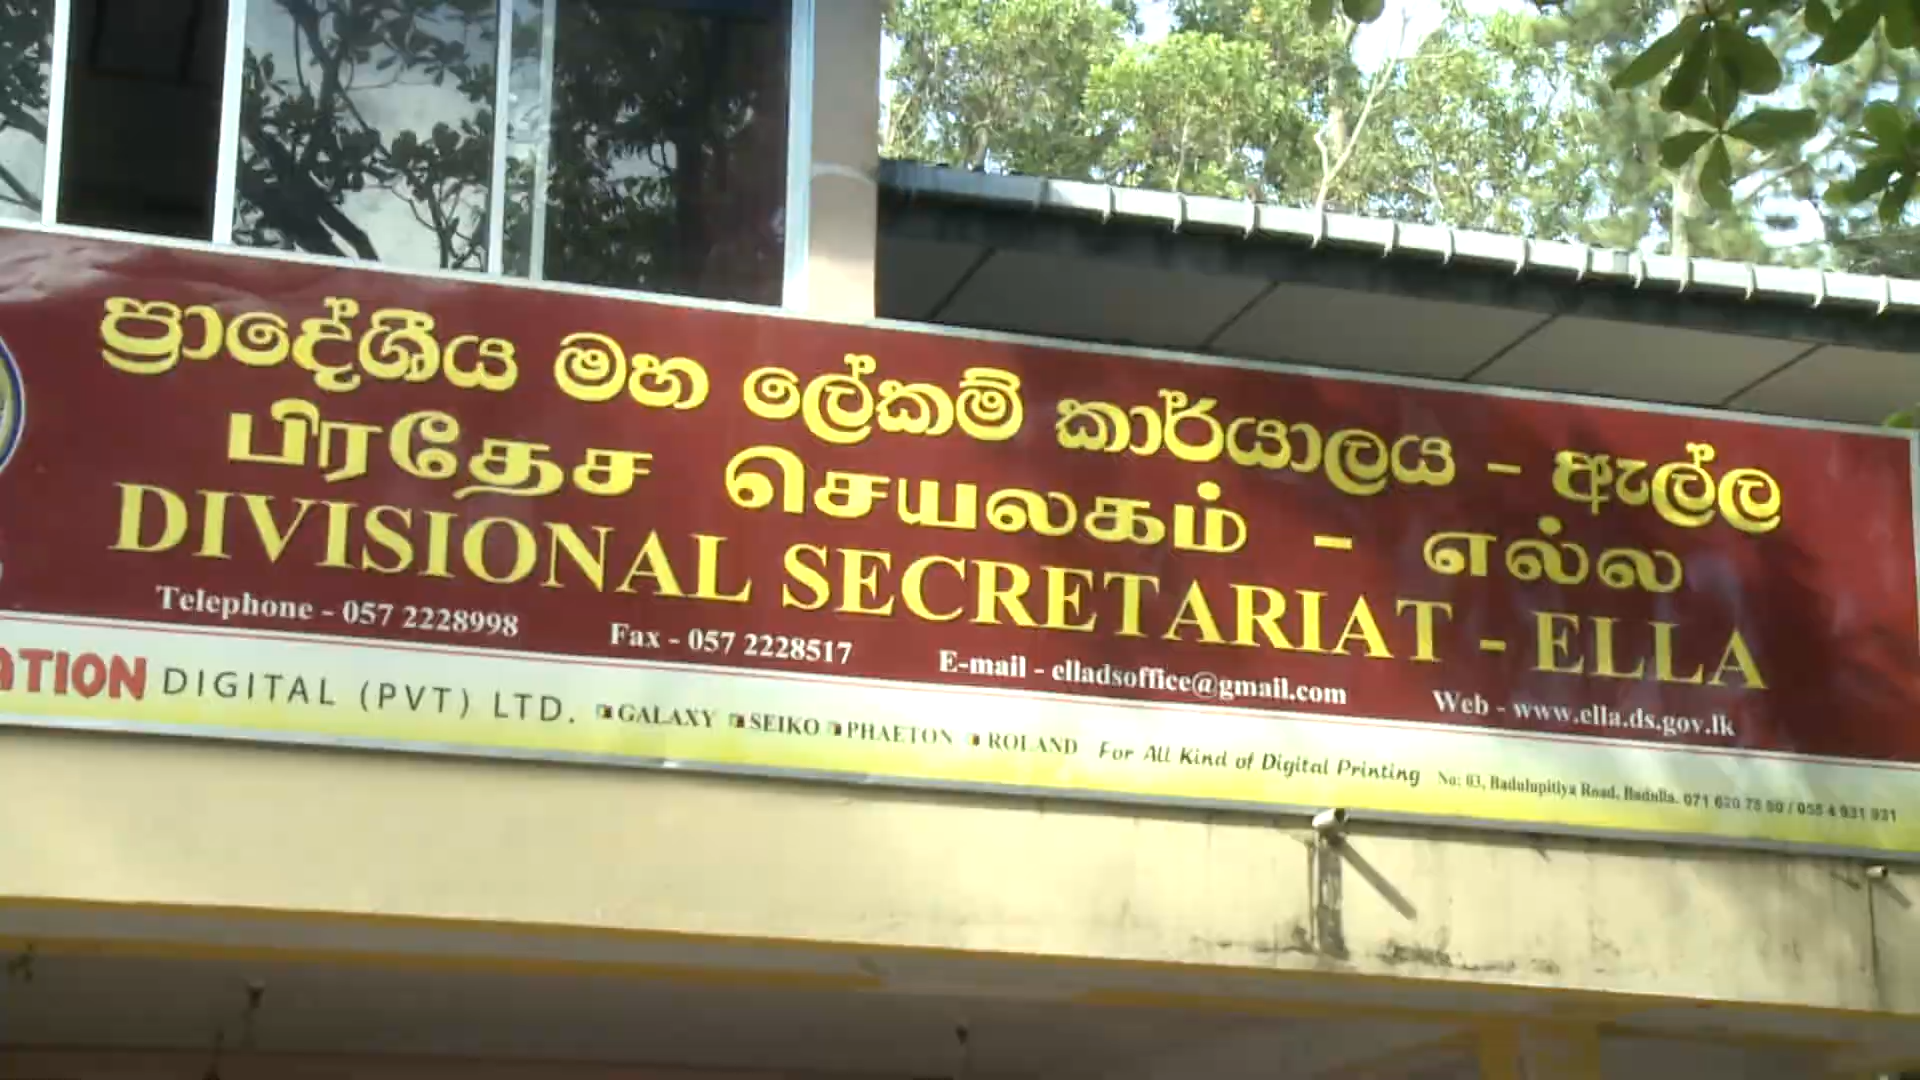 ප්‍රාදේශීය මහ ලේකම් කාර්යාලය - ඇල්ල
பிரதேச செயலகம் - எல்ல
DIVISIONAL SECRETARIAT - ELLA
Telephone - 057 2228998 Fax - 057 2228517 E-mail - elladsoffice@gmail.com Web - www.ella.ds.gov.lk
ATION DIGITAL (PVT) LTD. GALAXY SEIKO PHAETON ROLAND For All Kind of Digital Printing No: 03, Badulupitiya Road, Badulla.